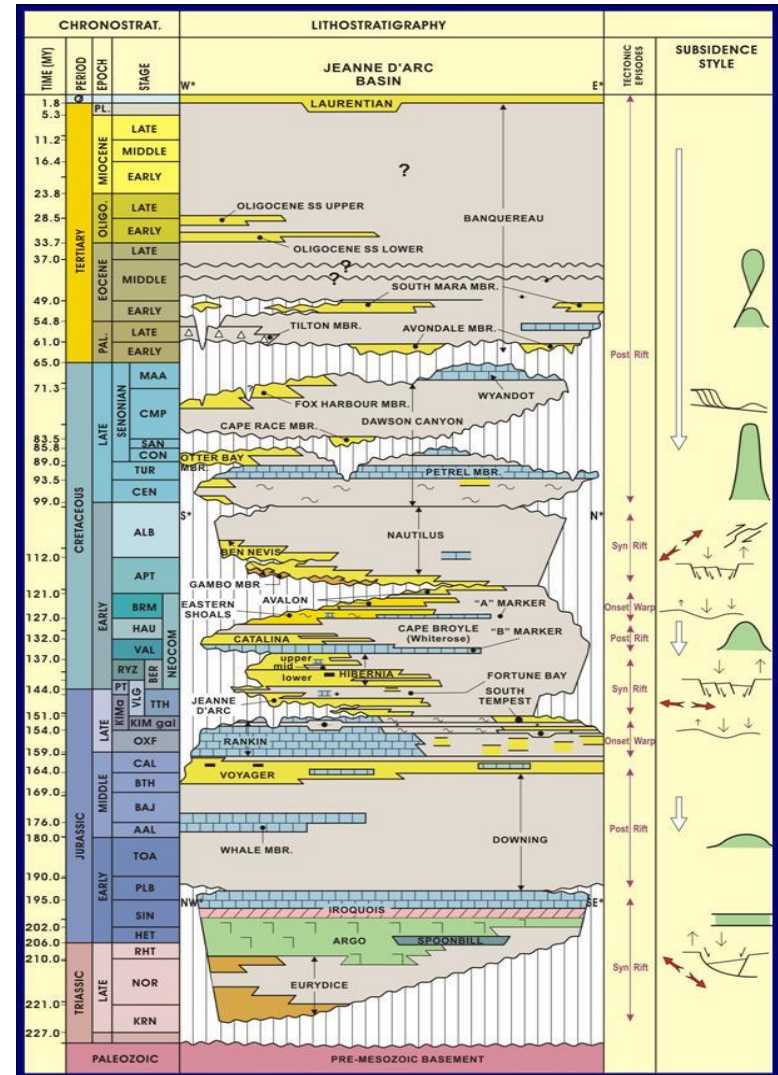 CHRONOSTRAT.
LITHOSTRATIGRAPHY
TIME (MY)
PERIOD
EPOCH
STAGE
JEANNE D'ARC
BASIN
W*
E*
TECTONIC
EPISODES
SUBSIDENCE
STYLE
1.8
Q
LAURENTIAN
5.3
PL.
11.2
LATE
16.4
MIDDLE
23.8
EARLY
MIOCENE
?
28.5
LATE
OLIGOCENE SS UPPER
BANQUEREAU
33.7
EARLY
OLIGO.
OLIGOCENE SS LOWER
TERTIARY
37.0
LATE
?
49.0
MIDDLE
?
EOCENE
SOUTH MARA MBR.
54.8
EARLY
61.0
LATE
PAL.
TILTON MBR.
AVONDALE MBR.
65.0
EARLY
Post Rift
71.3
MAA
WYANDOT
?
FOX HARBOUR MBR.
83.5
CMP
SENONIAN
LATE
DAWSON CANYON
CAPE RACE MBR.
85.8
SAN
89.0
CON
OTTER BAY
MBR.
93.5
TUR
PETREL MBR.
99.0
CEN
CRETACEOUS
S*
N*
112.0
ALB
NAUTILUS
BEN NEVIS
Syn Rift
121.0
APT
GAMBO MBR
AVALON
EARLY
127.0
BRM
EASTERN
SHOALS
"A" MARKER
Onset Warp
132.0
HAU
NEOCOM
CATALINA
CAPE BROYLE
(Whiterose)
"B" MARKER
Post Rift
137.0
VAL
upper
mid
lower
HIBERNIA
144.0
RYZ
BER
FORTUNE BAY
Syn Rift
PT
VLG
TTH
JEANNE
D'ARC
SOUTH
TEMPEST
151.0
KIMa
154.0
KIM gal
LATE
159.0
OXF
RANKIN
Onset Warp
164.0
CAL
VOYAGER
169.0
BTH
MIDDLE
176.0
BAJ
180.0
AAL
WHALE MBR.
DOWNING
Post Rift
JURASSIC
190.0
TOA
195.0
PLB
EARLY
NW*
SE*
IROQUOIS
202.0
SIN
206.0
HET
ARGO
SPOONBILL
210.0
RHT
EURYDICE
Syn Rift
221.0
NOR
LATE
TRIASSIC
227.0
KRN
PALEOZOIC
PRE-MESOZOIC BASEMENT